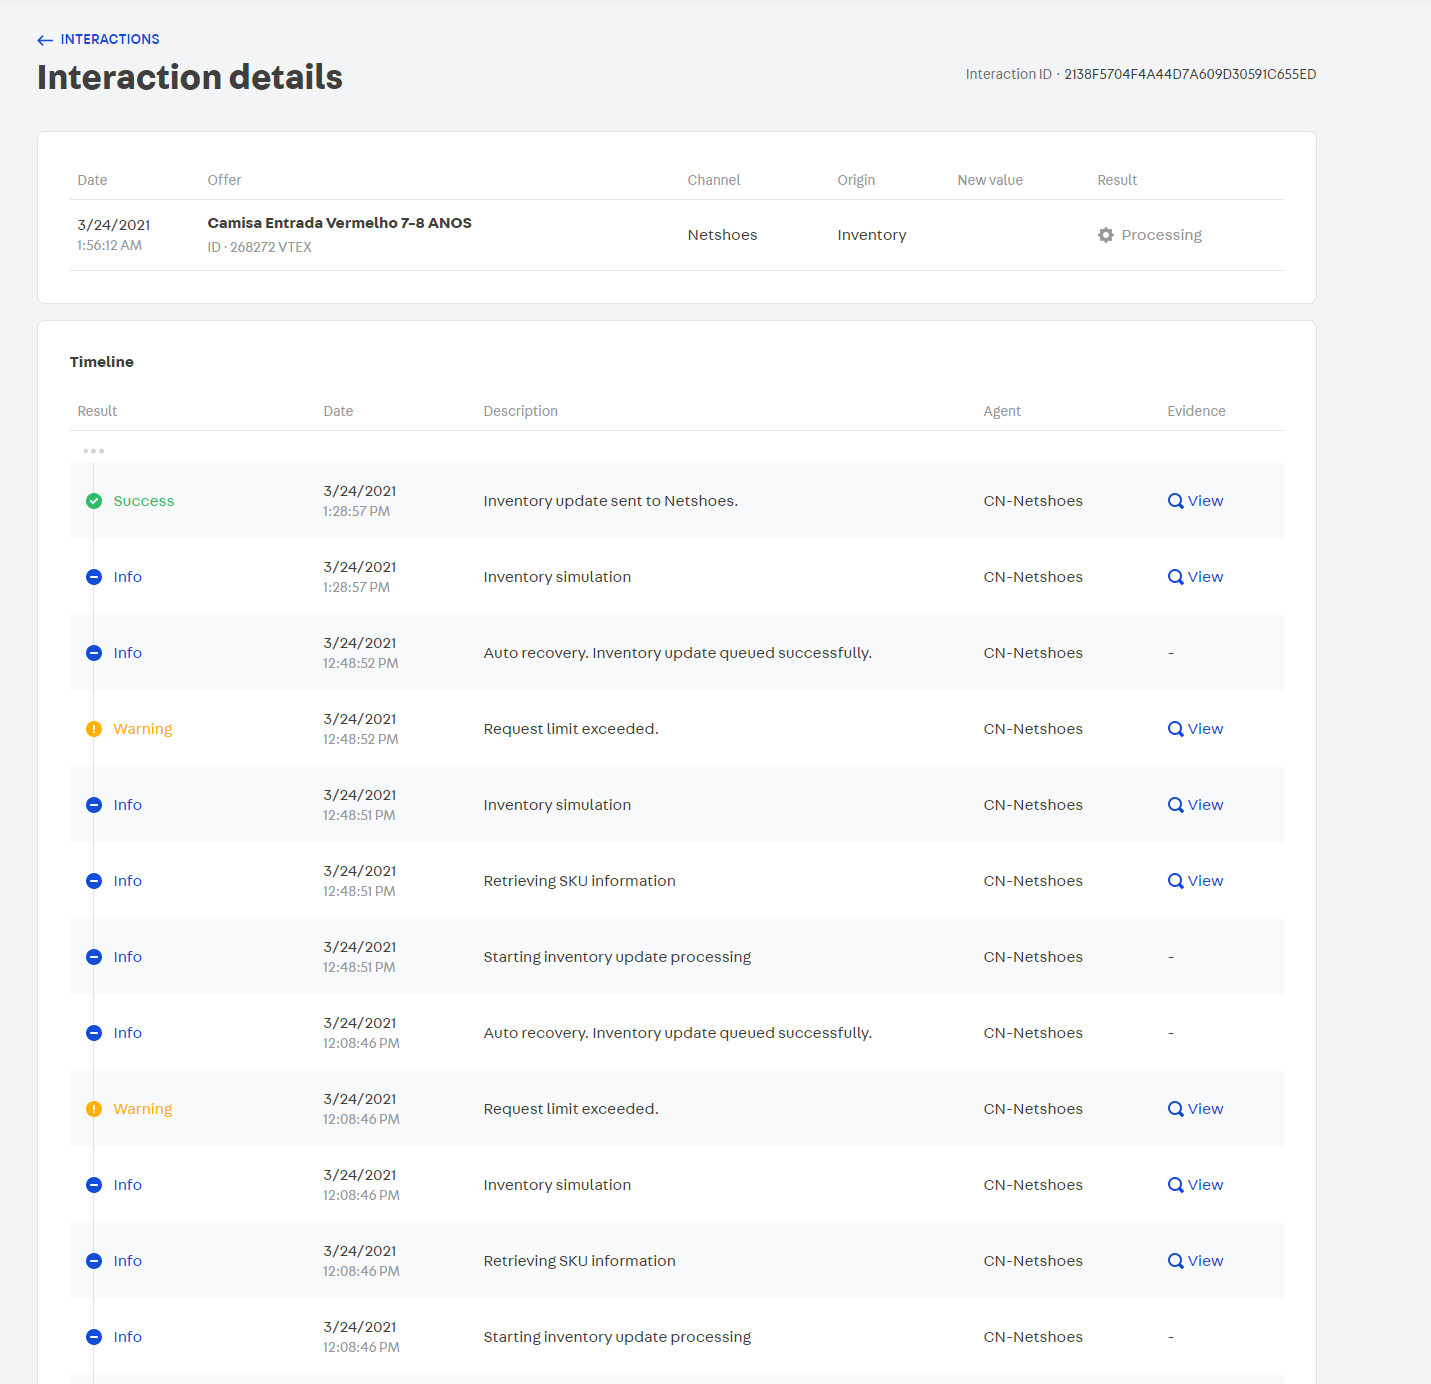 ← INTERACTIONS
Interaction details
Interaction ID · 2138F5704F4A44D7A609D30591C655ED
Date Offer Channel Origin New value Result
3/24/2021 Camisa Entrada Vermelho 7-8 ANOS Netshoes Inventory Processing
1:56:12 AM ID · 268272 VTEX
Timeline
Result Date Description Agent Evidence
Success 3/24/2021 Inventory update sent to Netshoes. CN-Netshoes View
1:28:57 PM
Info 3/24/2021 Inventory simulation CN-Netshoes View
1:28:57 PM
Info 3/24/2021 Auto recovery. Inventory update queued successfully. CN-Netshoes -
12:48:52 PM
Warning 3/24/2021 Request limit exceeded. CN-Netshoes View
12:48:52 PM
Info 3/24/2021 Inventory simulation CN-Netshoes View
12:48:51 PM
Info 3/24/2021 Retrieving SKU information CN-Netshoes View
12:48:51 PM
Info 3/24/2021 Starting inventory update processing CN-Netshoes -
12:48:51 PM
Info 3/24/2021 Auto recovery. Inventory update queued successfully. CN-Netshoes -
12:08:46 PM
Warning 3/24/2021 Request limit exceeded. CN-Netshoes View
12:08:46 PM
Info 3/24/2021 Inventory simulation CN-Netshoes View
12:08:46 PM
Info 3/24/2021 Retrieving SKU information CN-Netshoes View
12:08:46 PM
Info 3/24/2021 Starting inventory update processing CN-Netshoes -
12:08:46 PM